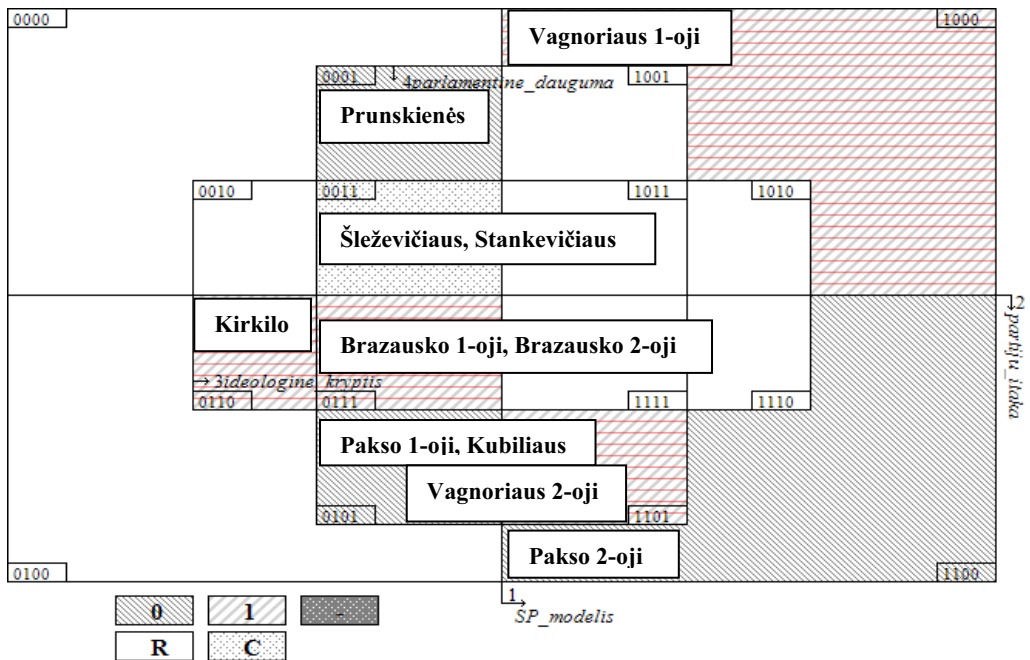 0000
1000
Vagnoriaus 1-oji
0001
4parlamentine_dauguma
1001
Prunskienės
0010
0011
1011
1010
Šleževičiaus, Stankevičiaus
2
partiju_itaka
Kirkilo
Brazausko 1-oji, Brazausko 2-oji
3ideologine_kryptis
0110
0111
1111
1110
Pakso 1-oji, Kubiliaus
Vagnoriaus 2-oji
0101
1101
Pakso 2-oji
0100
1100
1
SP_modelis
0
1
-
R
C